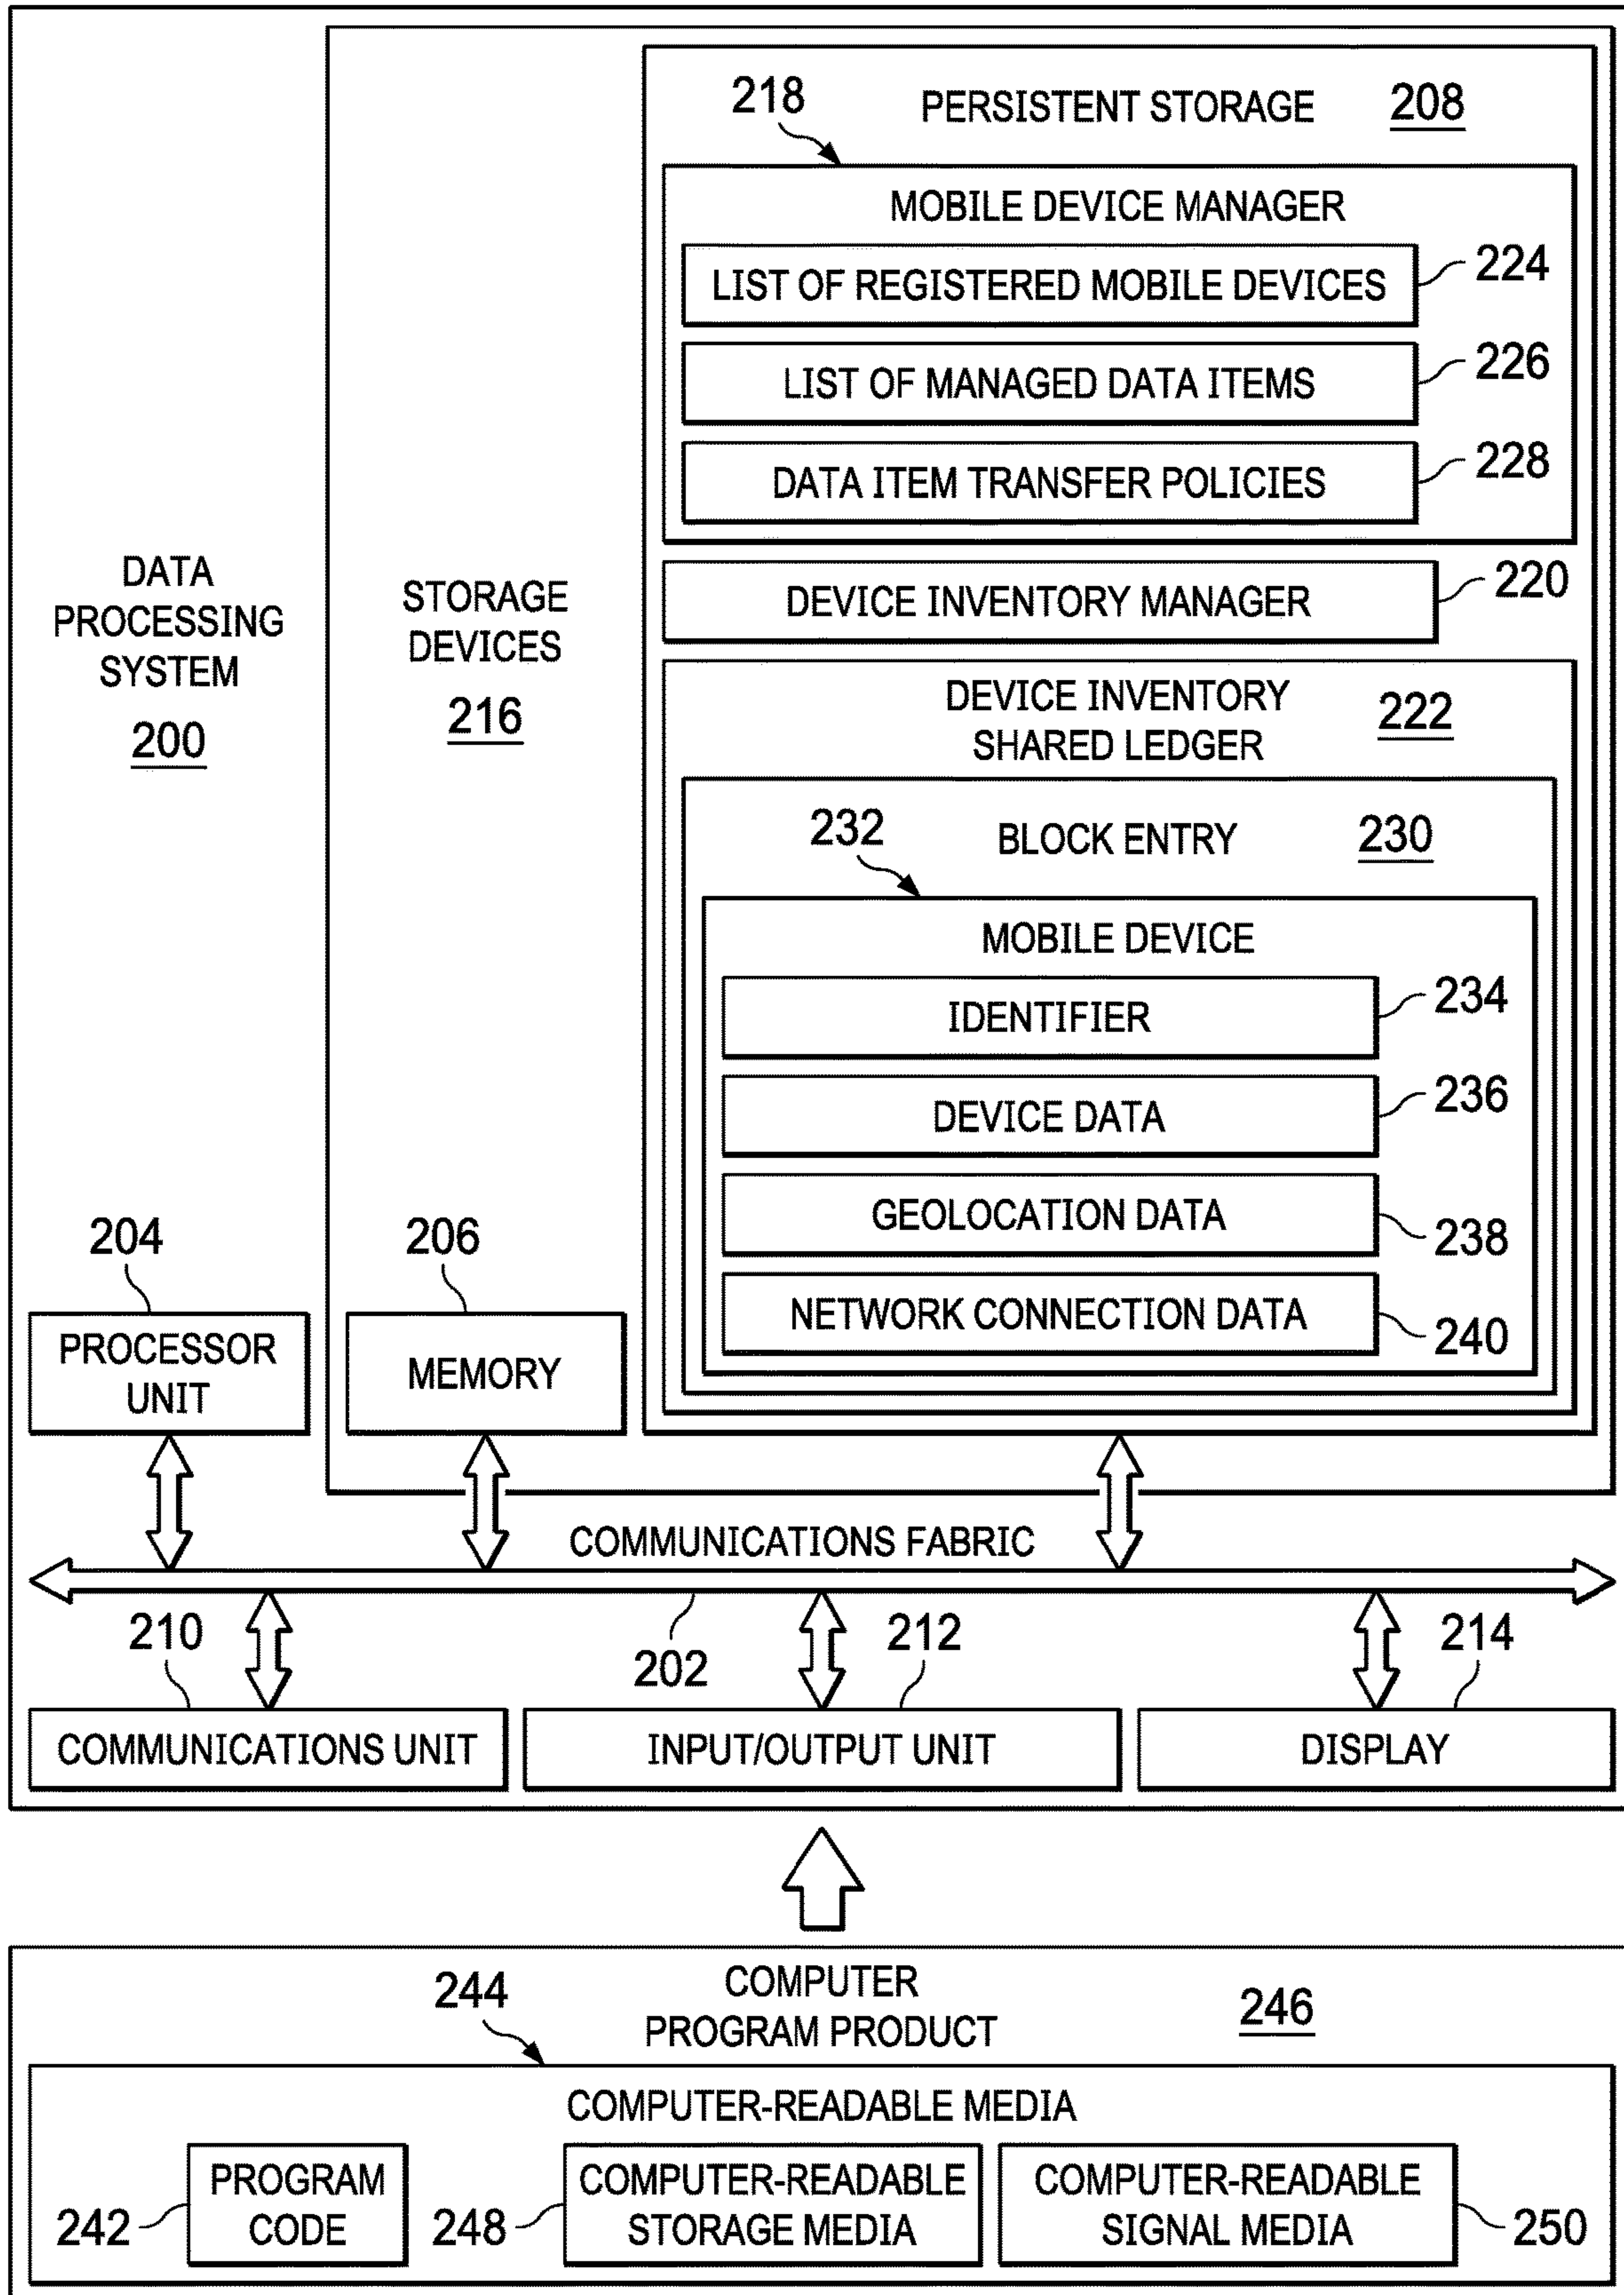 218
PERSISTENT STORAGE 208
MOBILE DEVICE MANAGER
LIST OF REGISTERED MOBILE DEVICES 224
LIST OF MANAGED DATA ITEMS 226
DATA ITEM TRANSFER POLICIES 228
DATA
PROCESSING
SYSTEM
200
STORAGE
DEVICES
216
DEVICE INVENTORY MANAGER 220
DEVICE INVENTORY
SHARED LEDGER
222
232
BLOCK ENTRY 230
MOBILE DEVICE
IDENTIFIER 234
DEVICE DATA 236
GEOLOCATION DATA 238
NETWORK CONNECTION DATA 240
204
PROCESSOR
UNIT
206
MEMORY
COMMUNICATIONS FABRIC
202
210
COMMUNICATIONS UNIT
212
INPUT/OUTPUT UNIT
214
DISPLAY
244
COMPUTER
PROGRAM PRODUCT
246
COMPUTER-READABLE MEDIA
242
PROGRAM
CODE
248
COMPUTER-READABLE
STORAGE MEDIA
COMPUTER-READABLE
SIGNAL MEDIA
250